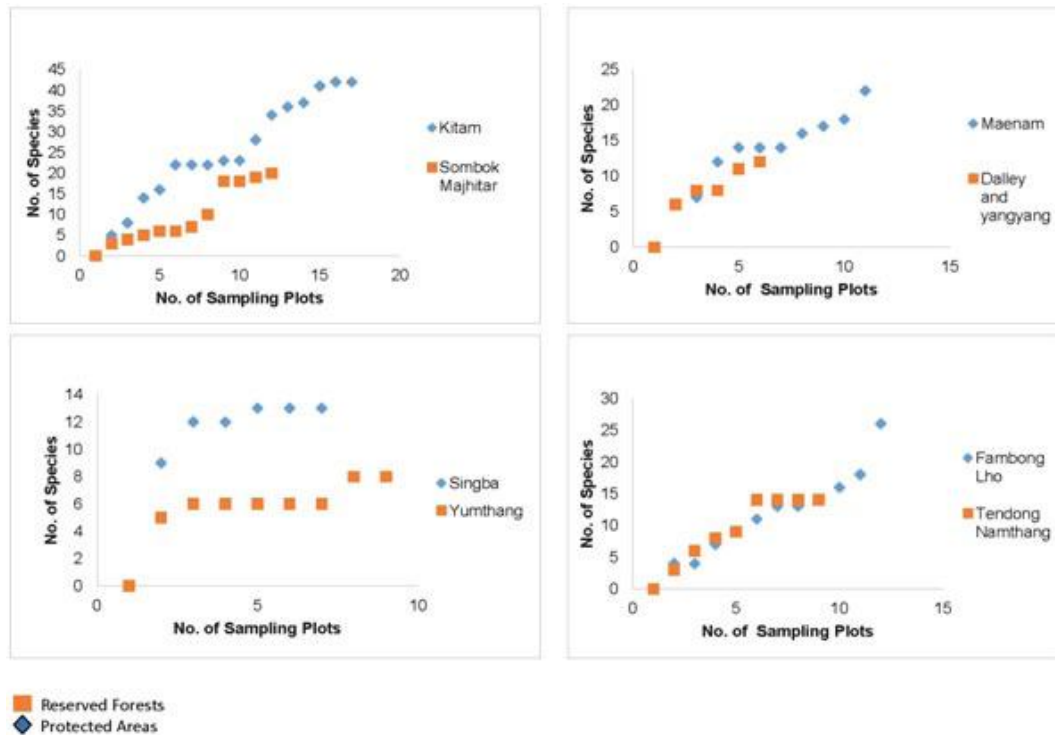 45
40
35
30
25
20
15
10
5
0
No. of Species
0 5 10 15 20
No. of Sampling Plots
Kitam
Sombok
Majhitar
25
20
15
10
5
0
No. of Species
0 5 10 15
No. of Sampling Plots
Maenam
Dalley
and
yangyang
14
12
10
8
6
4
2
0
No. of Species
0 5 10
No. of Sampling Plots
Singba
Yumthang
30
25
20
15
10
5
0
No. of Species
0 5 10 15
No. of Sampling Plots
Fambong
Lho
Tendong
Namthang
Reserved Forests
Protected Areas